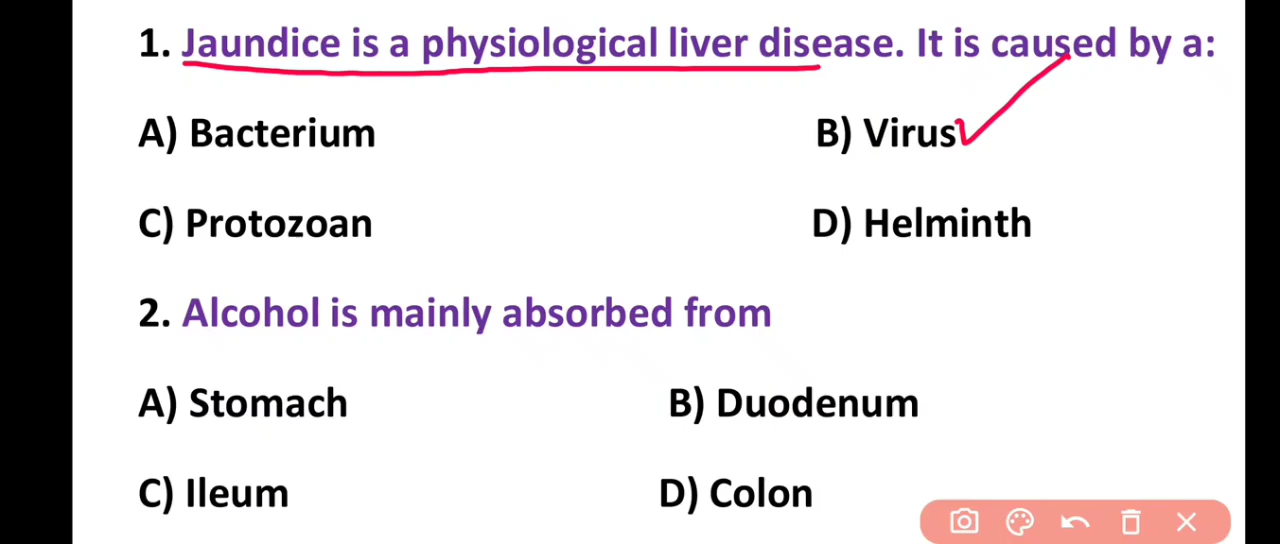 1. Jaundice is a physiological liver disease. It is caused by a:
A) Bacterium B) Virus
C) Protozoan D) Helminth
2. Alcohol is mainly absorbed from
A) Stomach B) Duodenum
C) Ileum D) Colon